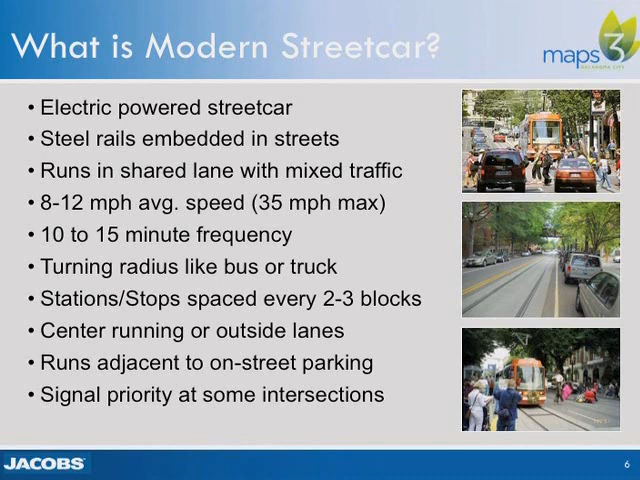 What is Modern Streetcar?
maps 3
OKLAHOMA CITY
• Electric powered streetcar
• Steel rails embedded in streets
• Runs in shared lane with mixed traffic
• 8-12 mph avg. speed (35 mph max)
• 10 to 15 minute frequency
• Turning radius like bus or truck
• Stations/Stops spaced every 2-3 blocks
• Center running or outside lanes
• Runs adjacent to on-street parking
• Signal priority at some intersections
JACOBS
6